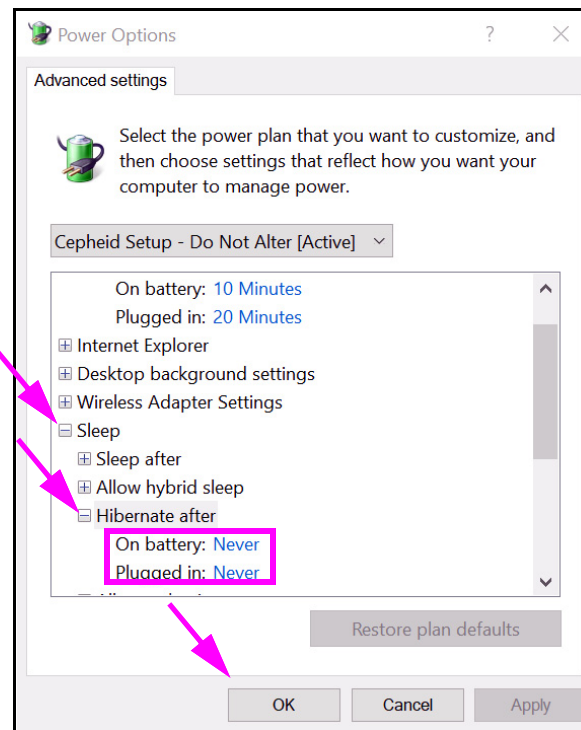 Power Options
Advanced settings
Select the power plan that you want to customize, and
then choose settings that reflect how you want your
computer to manage power.
Cepheid Setup - Do Not Alter [Active]
On battery: 10 Minutes
Plugged in: 20 Minutes
Internet Explorer
Desktop background settings
Wireless Adapter Settings
Sleep
Sleep after
Allow hybrid sleep
Hibernate after
On battery: Never
Plugged in: Never
Restore plan defaults
OK Cancel Apply